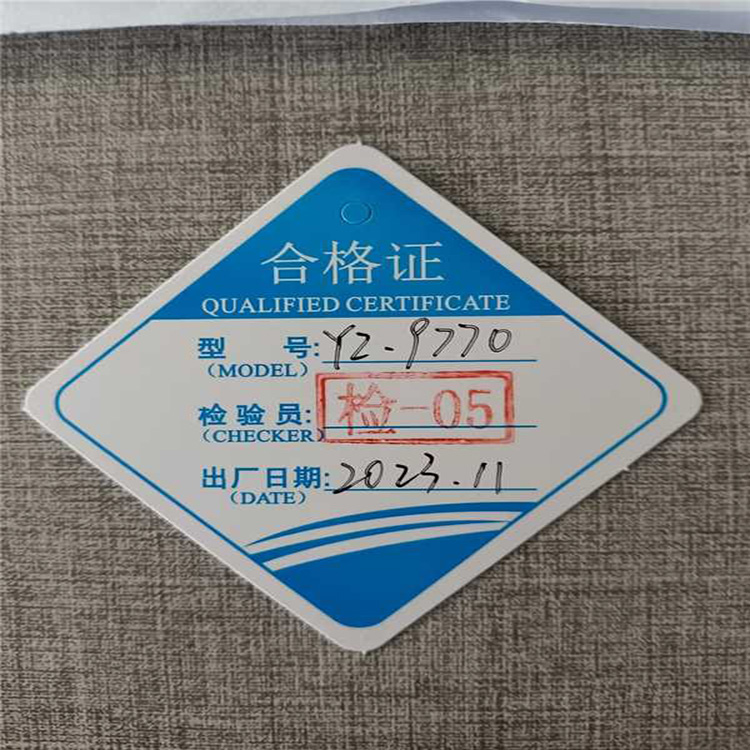 合格证
QUALIFIED CERTIFICATE
型 号: YZ-9770
(MODEL)
检验员: 检-05
(CHECKER)
出厂日期: 2023.11
(DATE)